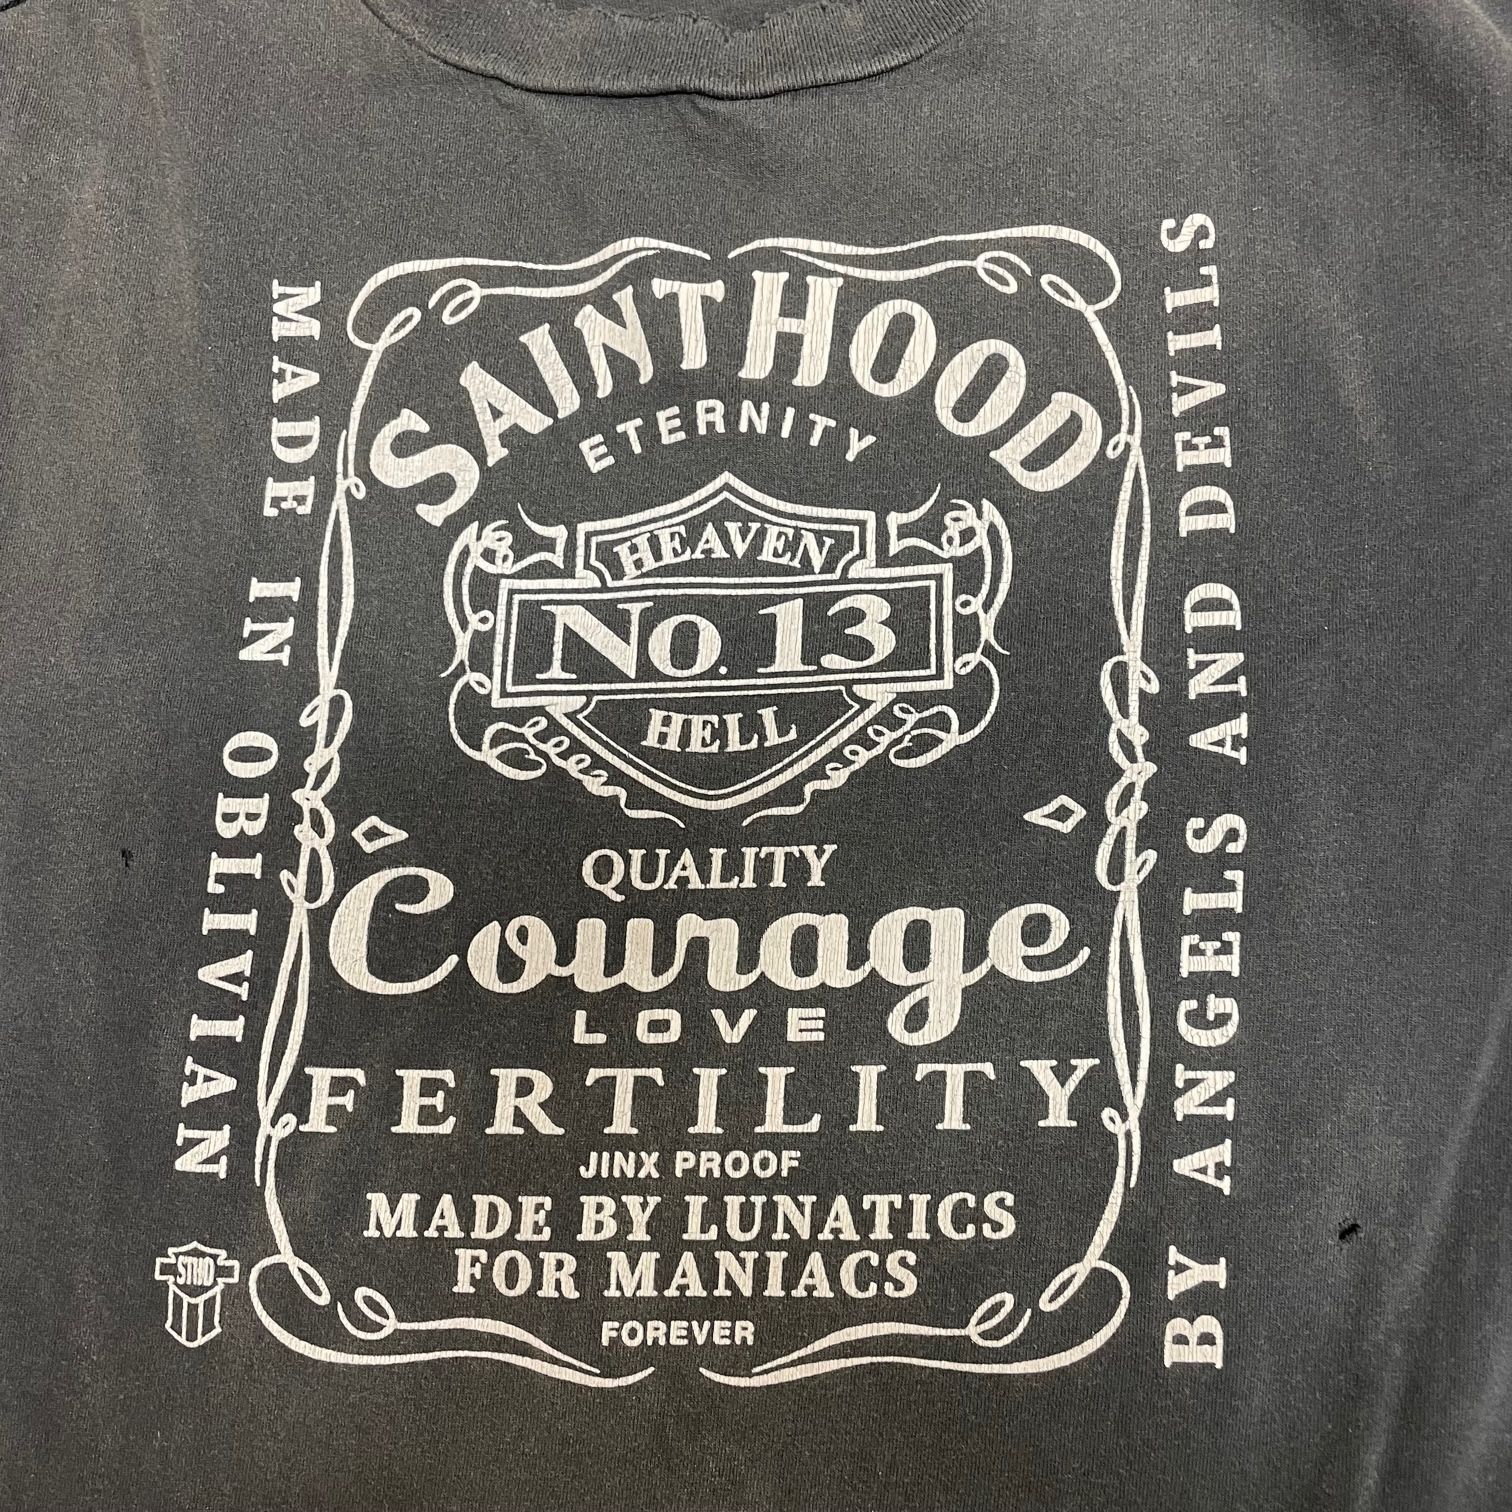 SAINTHOOD
ETERNITY
HEAVEN
No. 13
HELL
QUALITY
Courage
LOVE
FERTILITY
JINX PROOF
MADE BY LUNATICS
FOR MANIACS
FOREVER
MADE IN OBLIVIAN
BY ANGELS AND DEVILS
STHD